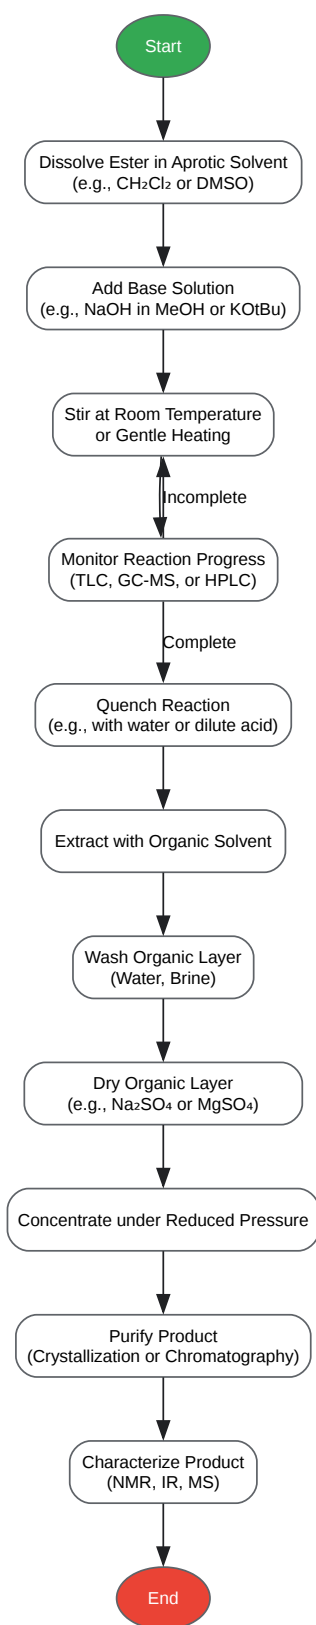 Start
Dissolve Ester in Aprotic Solvent
(e.g., CH₂Cl₂ or DMSO)
Add Base Solution
(e.g., NaOH in MeOH or KOtBu)
Stir at Room Temperature
or Gentle Heating
Incomplete
Monitor Reaction Progress
(TLC, GC-MS, or HPLC)
Complete
Quench Reaction
(e.g., with water or dilute acid)
Extract with Organic Solvent
Wash Organic Layer
(Water, Brine)
Dry Organic Layer
(e.g., Na₂SO₄ or MgSO₄)
Concentrate under Reduced Pressure
Purify Product
(Crystallization or Chromatography)
Characterize Product
(NMR, IR, MS)
End